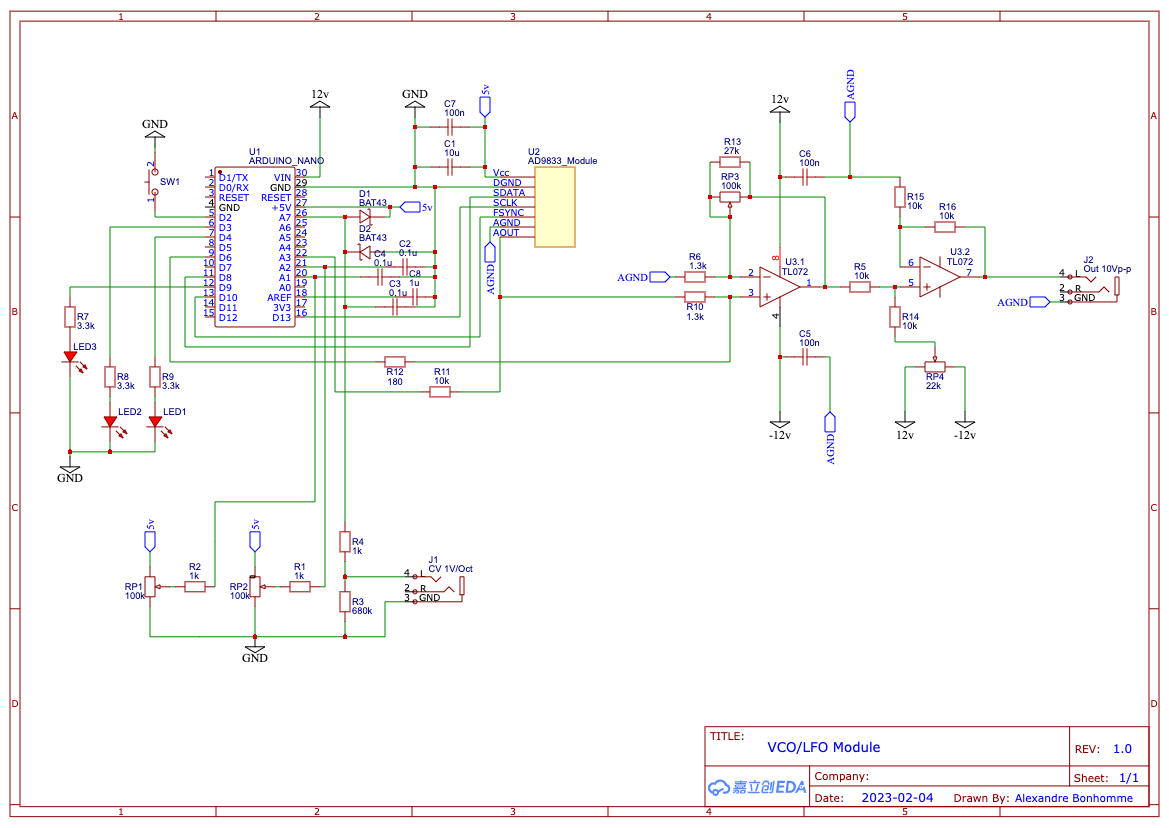 1 2 3 4 5
A A
B B
C C
D D
1 2 3 4 5
12v
GND
GND
SW1
2
1
U1
ARDUINO_NANO
1 D1/TX VIN 30
2 D0/RX GND 29
3 RESET RESET 28
4 GND +5V 27
5 D2 A7 26
6 D3 A6 25
7 D4 A5 24
8 D5 A4 23
9 D6 A3 22
10 D7 A2 21
11 D8 A1 20
12 D9 A0 19
13 D10 AREF 18
14 D11 3V3 17
15 D12 D13 16
C7
100n
5v
C1
10u
U2
AD9833_Module
Vcc
DGND
SDATA
SCLK
FSYNC
AGND
AOUT
D1
BAT43
5v
D2
BAT43
C2
0.1u
C4
0.1u
C8
1u
C3
0.1u
AGND
R12
180
R11
10k
R7
3.3k
LED3
R8
3.3k
LED2
R9
3.3k
LED1
GND
R13
27k
RP3
100k
12v
AGND
C6
100n
R15
10k
R16
10k
AGND
R6
1.3k
R10
1.3k
2
3
8
4
1
U3.1
TL072
R5
10k
6
5
7
U3.2
TL072
R14
10k
RP4
22k
12v
-12v
C5
100n
-12v
AGND
J2
Out 10Vp-p
4 L
2 R
3 GND
AGND
5v
5v
RP1
100k
R2
1k
RP2
100k
R1
1k
R4
1k
R3
680k
J1
CV 1V/Oct
4 L
2 R
3 GND
GND
TITLE:
VCO/LFO Module
REV: 1.0
嘉立创EDA
Company:
Sheet: 1/1
Date: 2023-02-04 Drawn By: Alexandre Bonhomme